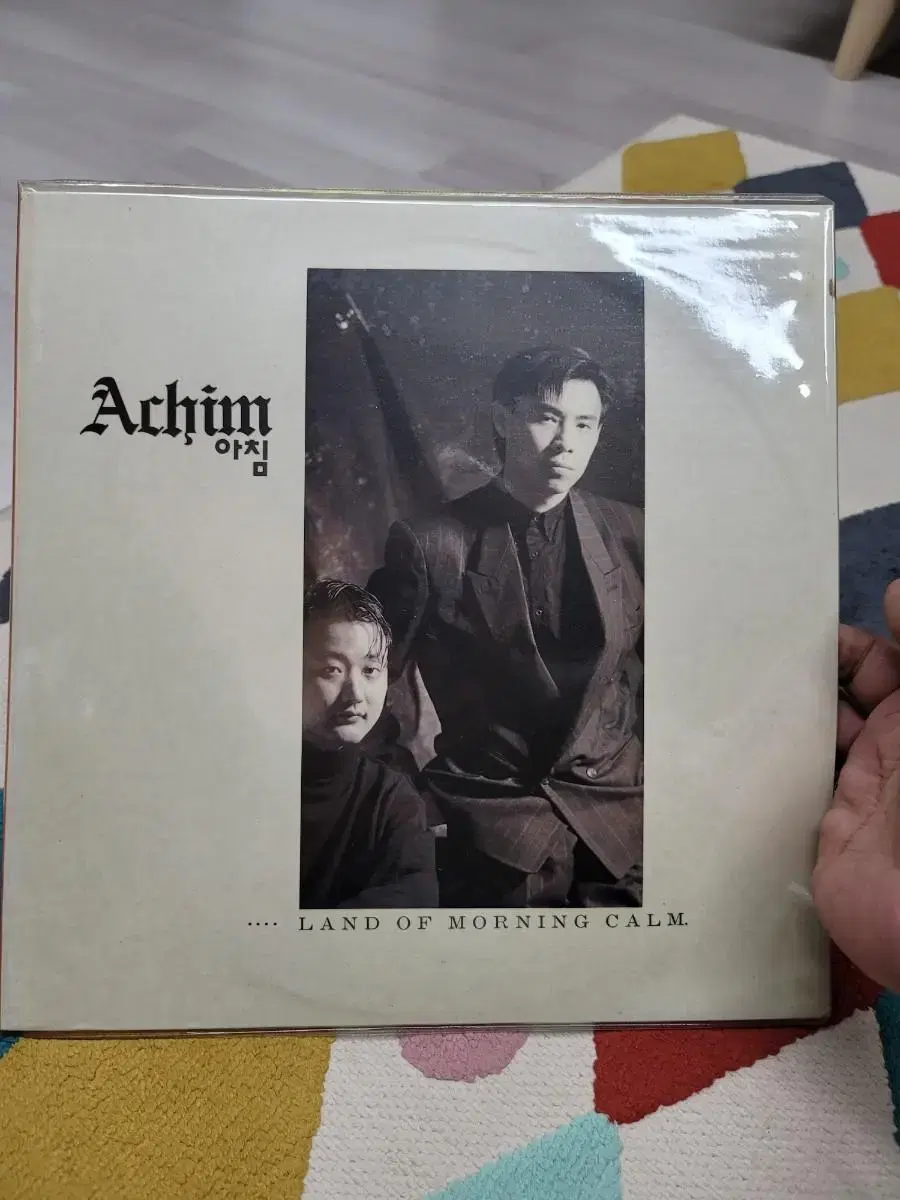 Achim
아침
.... LAND OF MORNING CALM.